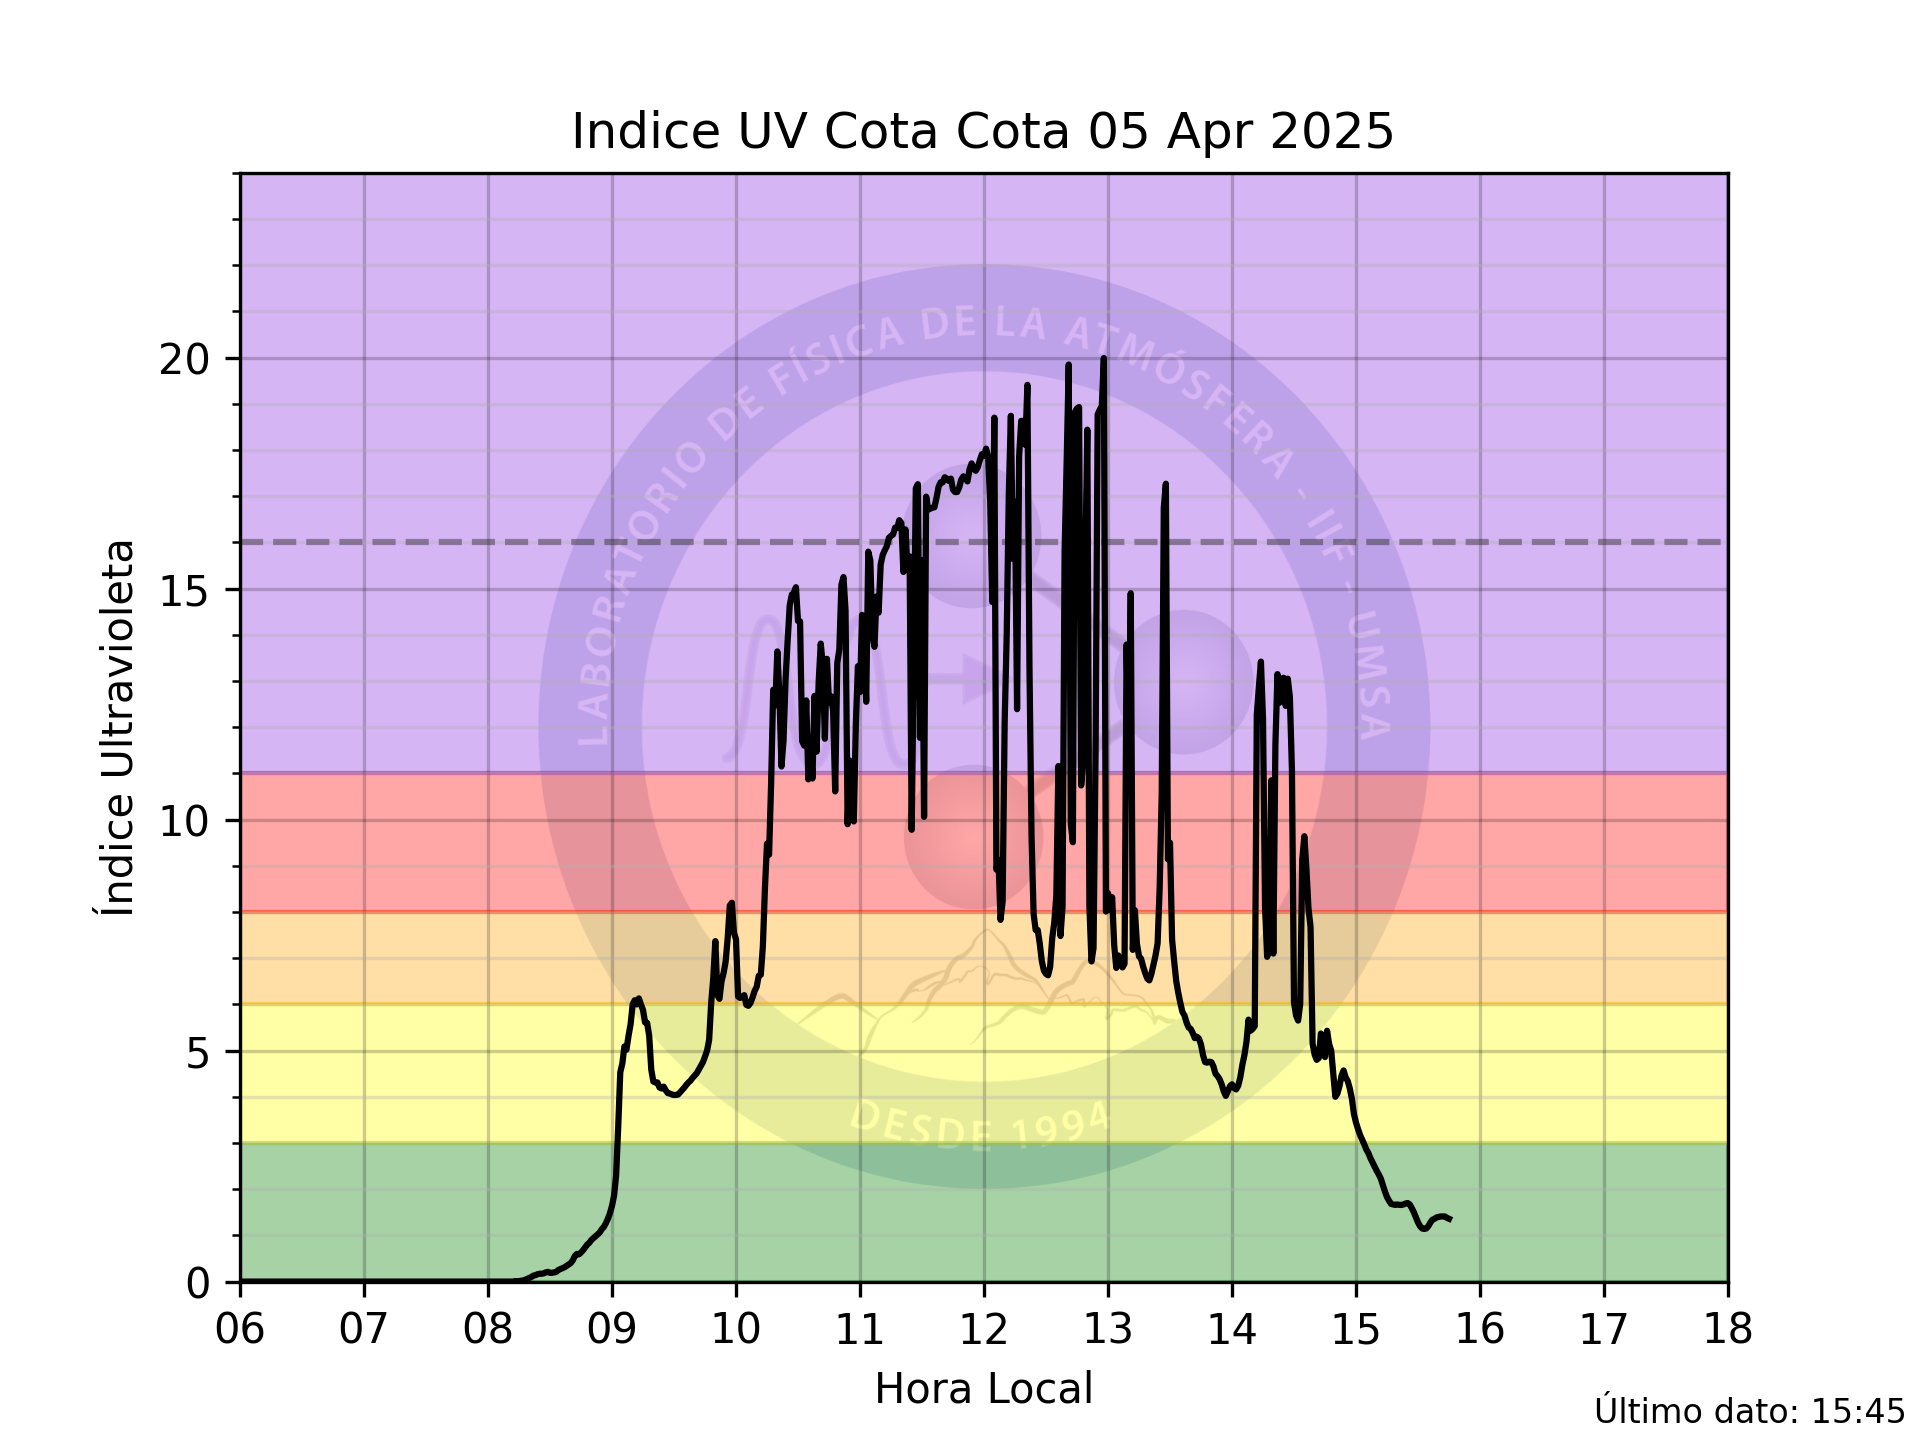 Indice UV Cota Cota 05 Apr 2025
Índice Ultravioleta
20
15
10
5
0
LABORATORIO DE FÍSICA DE LA ATMÓSFERA - IIF - UMSA
DESDE 1994
06 07 08 09 10 11 12 13 14 15 16 17 18
Hora Local
Último dato: 15:45